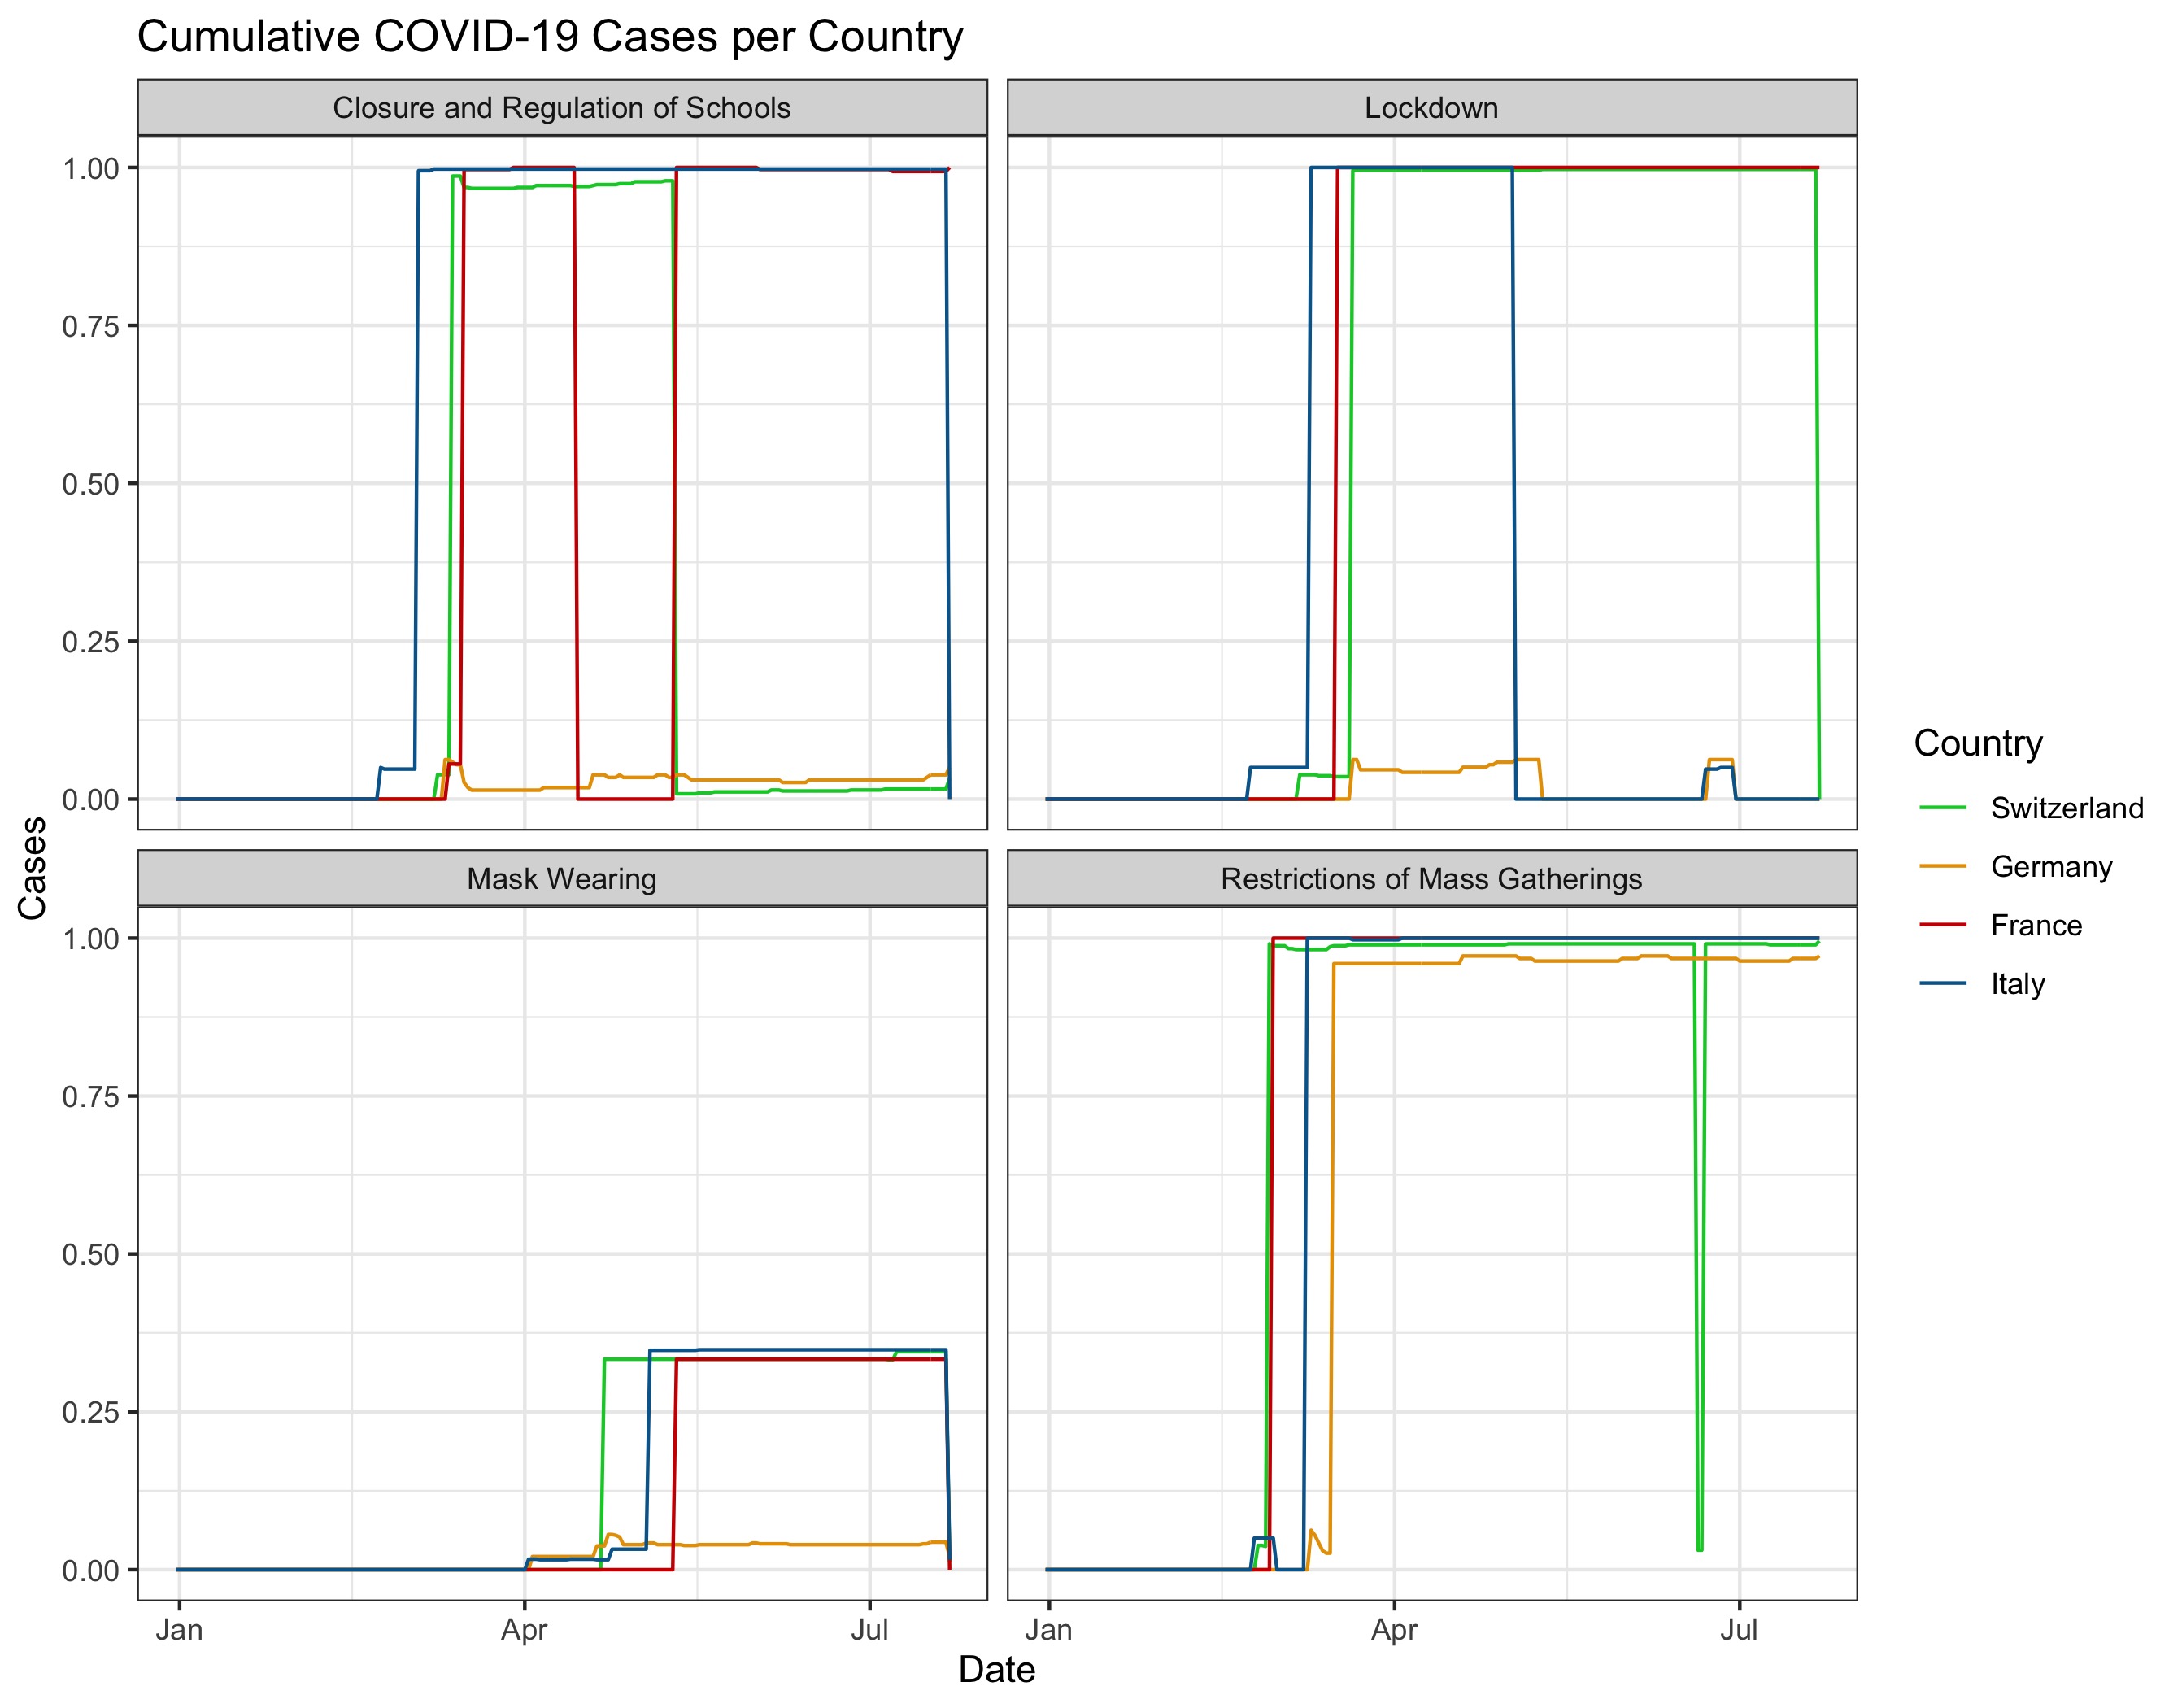 Cumulative COVID-19 Cases per Country
Closure and Regulation of Schools
Lockdown
1.00
0.75
0.50
0.25
0.00
Mask Wearing
Restrictions of Mass Gatherings
1.00
0.75
0.50
0.25
0.00
Jan Apr Jul
Jan Apr Jul
Date
Cases
Country
Switzerland
Germany
France
Italy